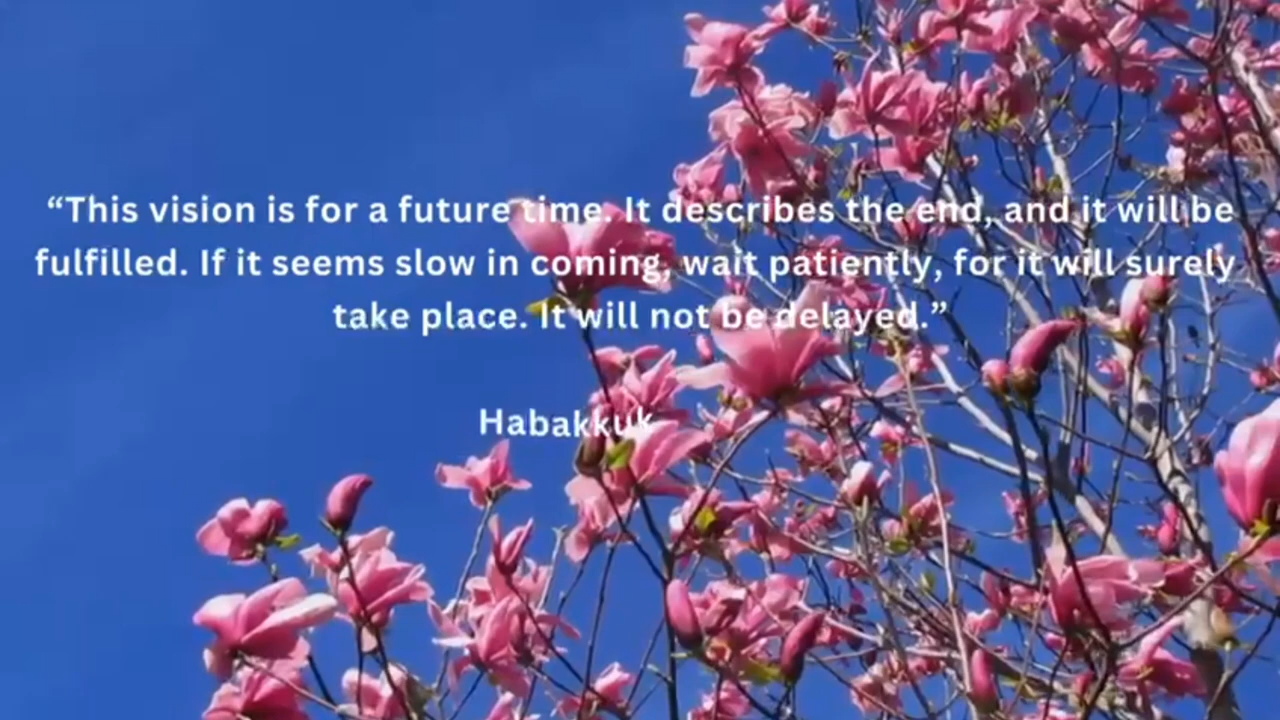 “This vision is for a future time. It describes the end, and it will be
fulfilled. If it seems slow in coming, wait patiently, for it will surely
take place. It will not be delayed.”
Habakkuk